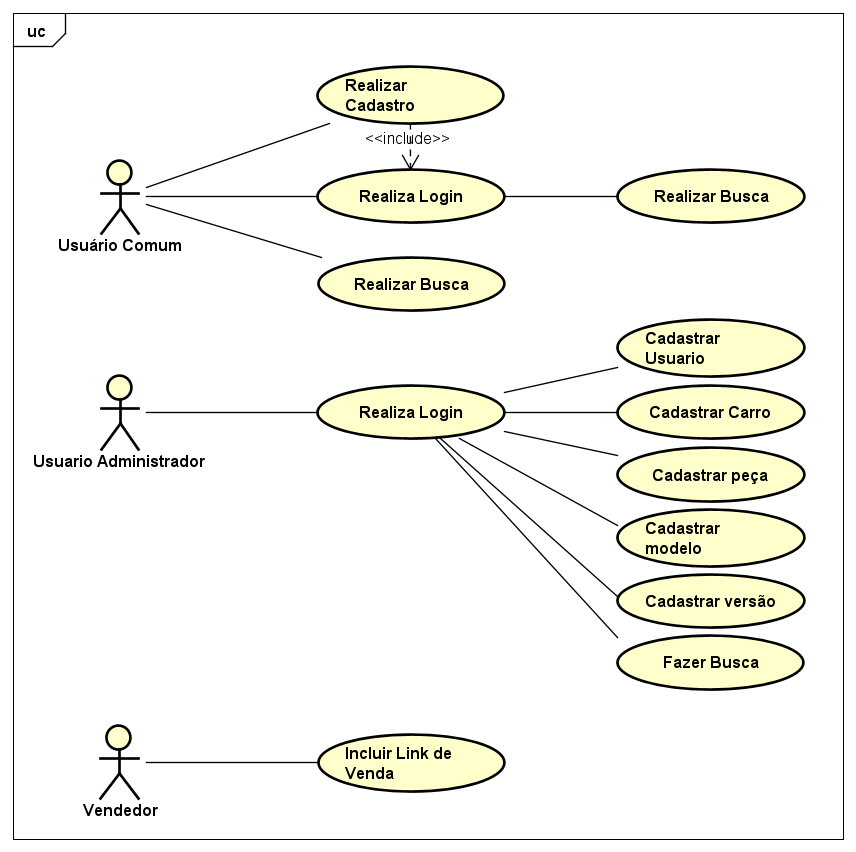 uc
Realizar
Cadastro
<<include>>
Realiza Login
Realizar Busca
Usuário Comum
Realizar Busca
Cadastrar
Usuario
Realiza Login
Cadastrar Carro
Usuario Administrador
Cadastrar peça
Cadastrar
modelo
Cadastrar versão
Fazer Busca
Incluir Link de
Venda
Vendedor